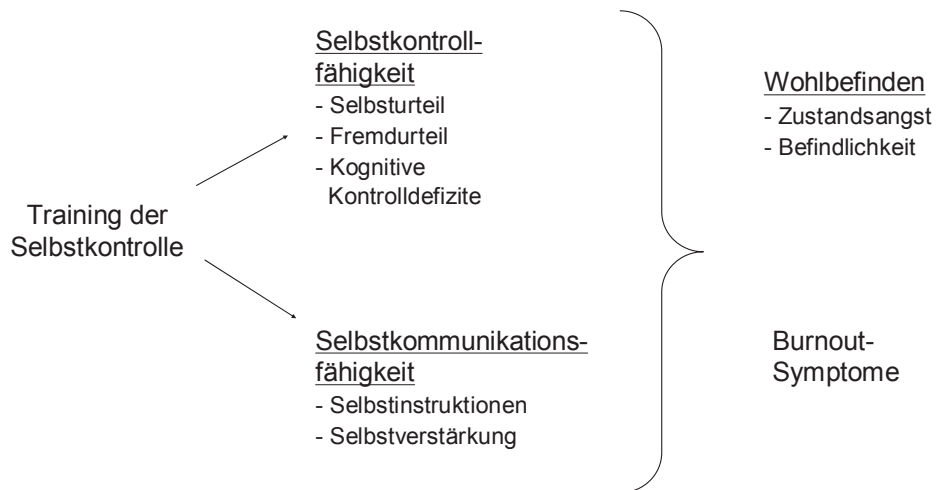 Training der
Selbstkontrolle
Selbstkontroll-
fähigkeit
- Selbsturteil
- Fremdurteil
- Kognitive
Kontrolldefizite
Selbstkommunikations-
fähigkeit
- Selbstinstruktionen
- Selbstverstärkung
Wohlbefinden
- Zustandsangst
- Befindlichkeit
Burnout-
Symptome